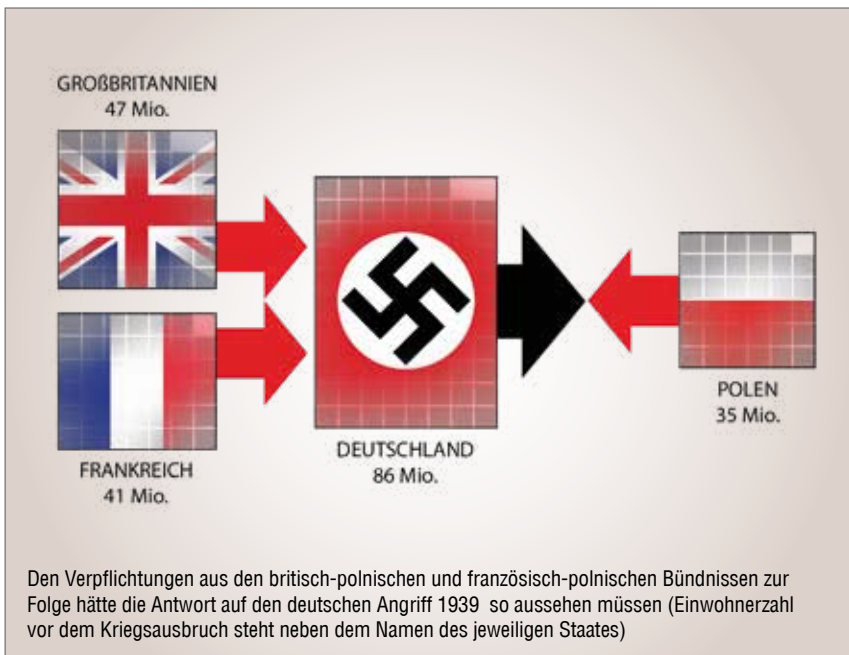 GROßBRITANNIEN
47 Mio.
FRANKREICH
41 Mio.
DEUTSCHLAND
86 Mio.
POLEN
35 Mio.
Den Verpflichtungen aus den britisch-polnischen und französisch-polnischen Bündnissen zur
Folge hätte die Antwort auf den deutschen Angriff 1939 so aussehen müssen (Einwohnerzahl
vor dem Kriegsausbruch steht neben dem Namen des jeweiligen Staates)